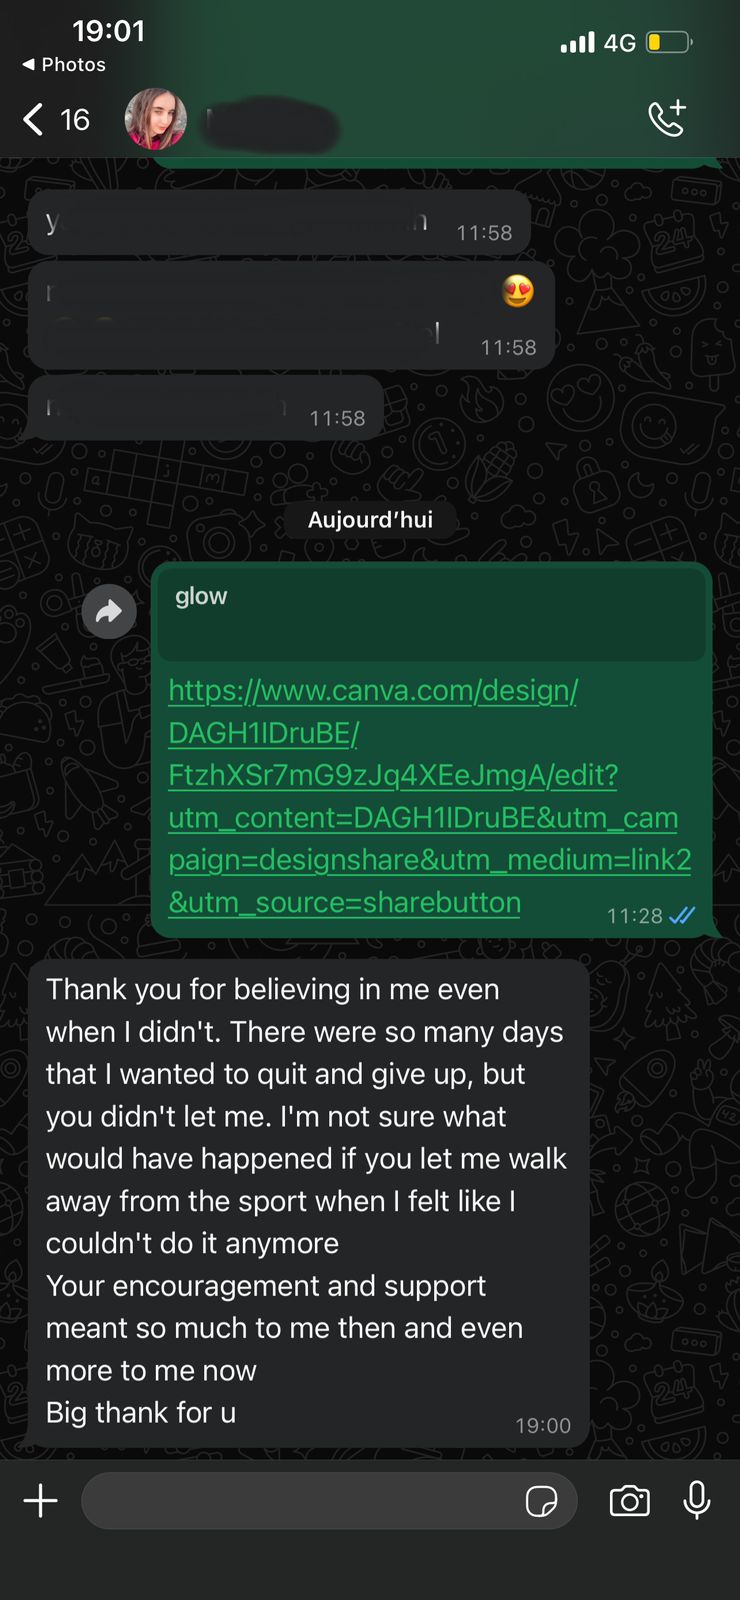 19:01
4G
Photos
16
11:58
11:58
11:58
Aujourd’hui
glow
https://www.canva.com/design/
DAGH1IDruBE/
FtzhXSr7mG9zJq4XEeJmgA/edit?
utm_content=DAGH1IDruBE&utm_cam
paign=designshare&utm_medium=link2
&utm_source=sharebutton
11:28
Thank you for believing in me even
when I didn't. There were so many days
that I wanted to quit and give up, but
you didn't let me. I'm not sure what
would have happened if you let me walk
away from the sport when I felt like I
couldn't do it anymore
Your encouragement and support
meant so much to me then and even
more to me now
Big thank for u
19:00